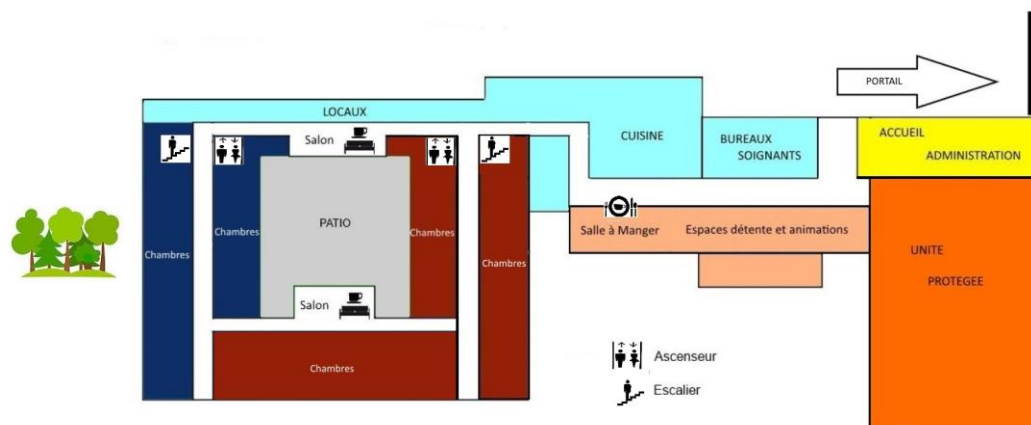 PORTAIL
LOCAUX
CUISINE
BUREAUX
SOIGNANTS
ACCUEIL
ADMINISTRATION
Salon
PATIO
Chambres
Chambres
Chambres
Chambres
Salle à Manger
Espaces détente et animations
UNITE
PROTEGEE
Salon
Chambres
Ascenseur
Escalier